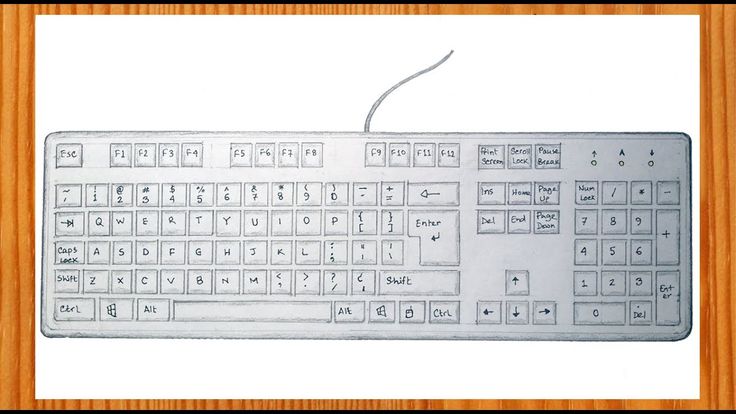 Esc F1 F2 F3 F4 F5 F6 F7 F8 F9 F10 F11 F12 Print Screen Scroll Lock Pause Break
~ ! 1 @ 2 # 3 $ 4 % 5 ^ 6 & 7 * 8 ( 9 ) 0 - + = ← Ins Home Page Up Num Lock / * -
Q W E R T Y U I O P { [ } ] Enter Del End Page Down 7 8 9 +
Caps Lock A S D F G H J K L : ; 4 5 6
Shift Z X C V B N M < > ? / Shift ↑ 1 2 3 Enter
Ctrl Alt Alt Ctrl ← ↓ → 0 . Del